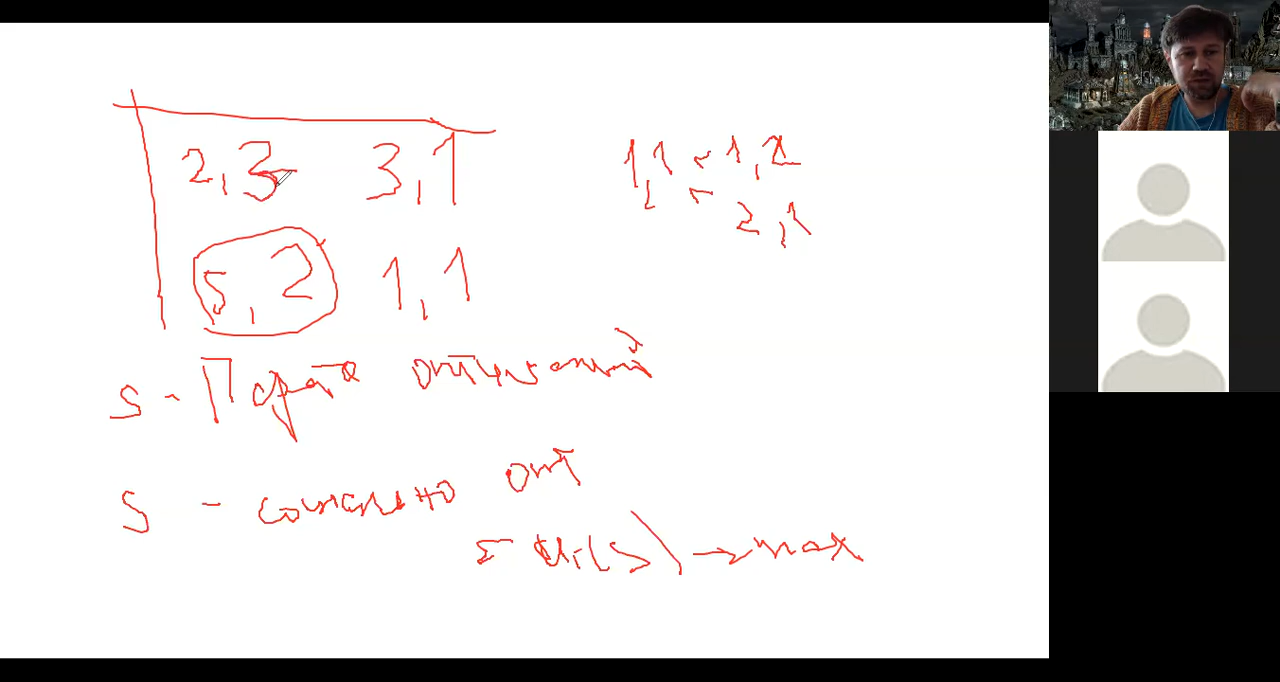 2,3 3,1
5,2 1,1
1,1 < 1,2
2,1
S - Парето оптимальный
S - социально опт
Σ Ui(S) → max